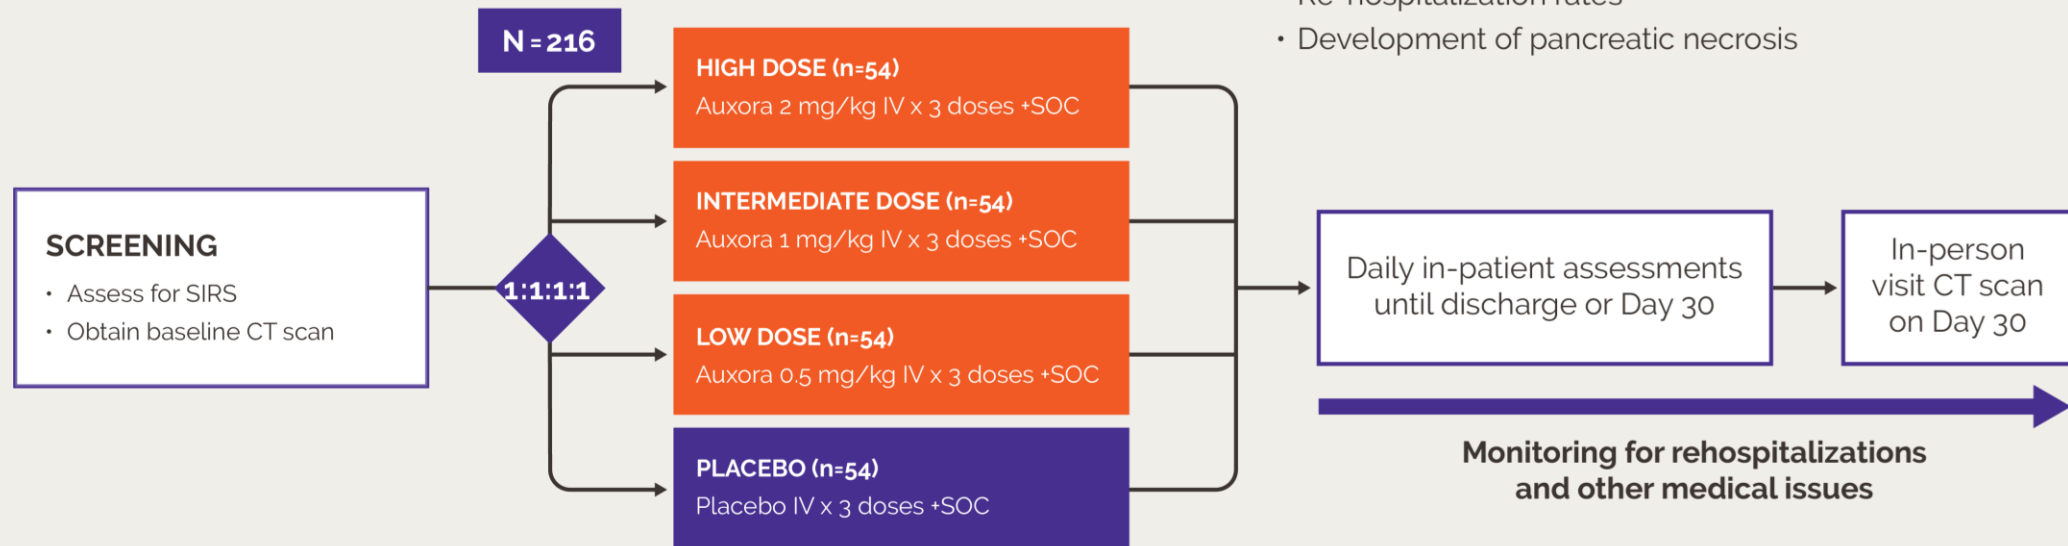 • Re-hospitalization rates
• Development of pancreatic necrosis
N = 216
SCREENING
• Assess for SIRS
• Obtain baseline CT scan
1:1:1:1
HIGH DOSE (n=54)
Auxora 2 mg/kg IV x 3 doses +SOC
INTERMEDIATE DOSE (n=54)
Auxora 1 mg/kg IV x 3 doses +SOC
LOW DOSE (n=54)
Auxora 0.5 mg/kg IV x 3 doses +SOC
PLACEBO (n=54)
Placebo IV x 3 doses +SOC
Daily in-patient assessments
until discharge or Day 30
In-person
visit CT scan
on Day 30
Monitoring for rehospitalizations
and other medical issues